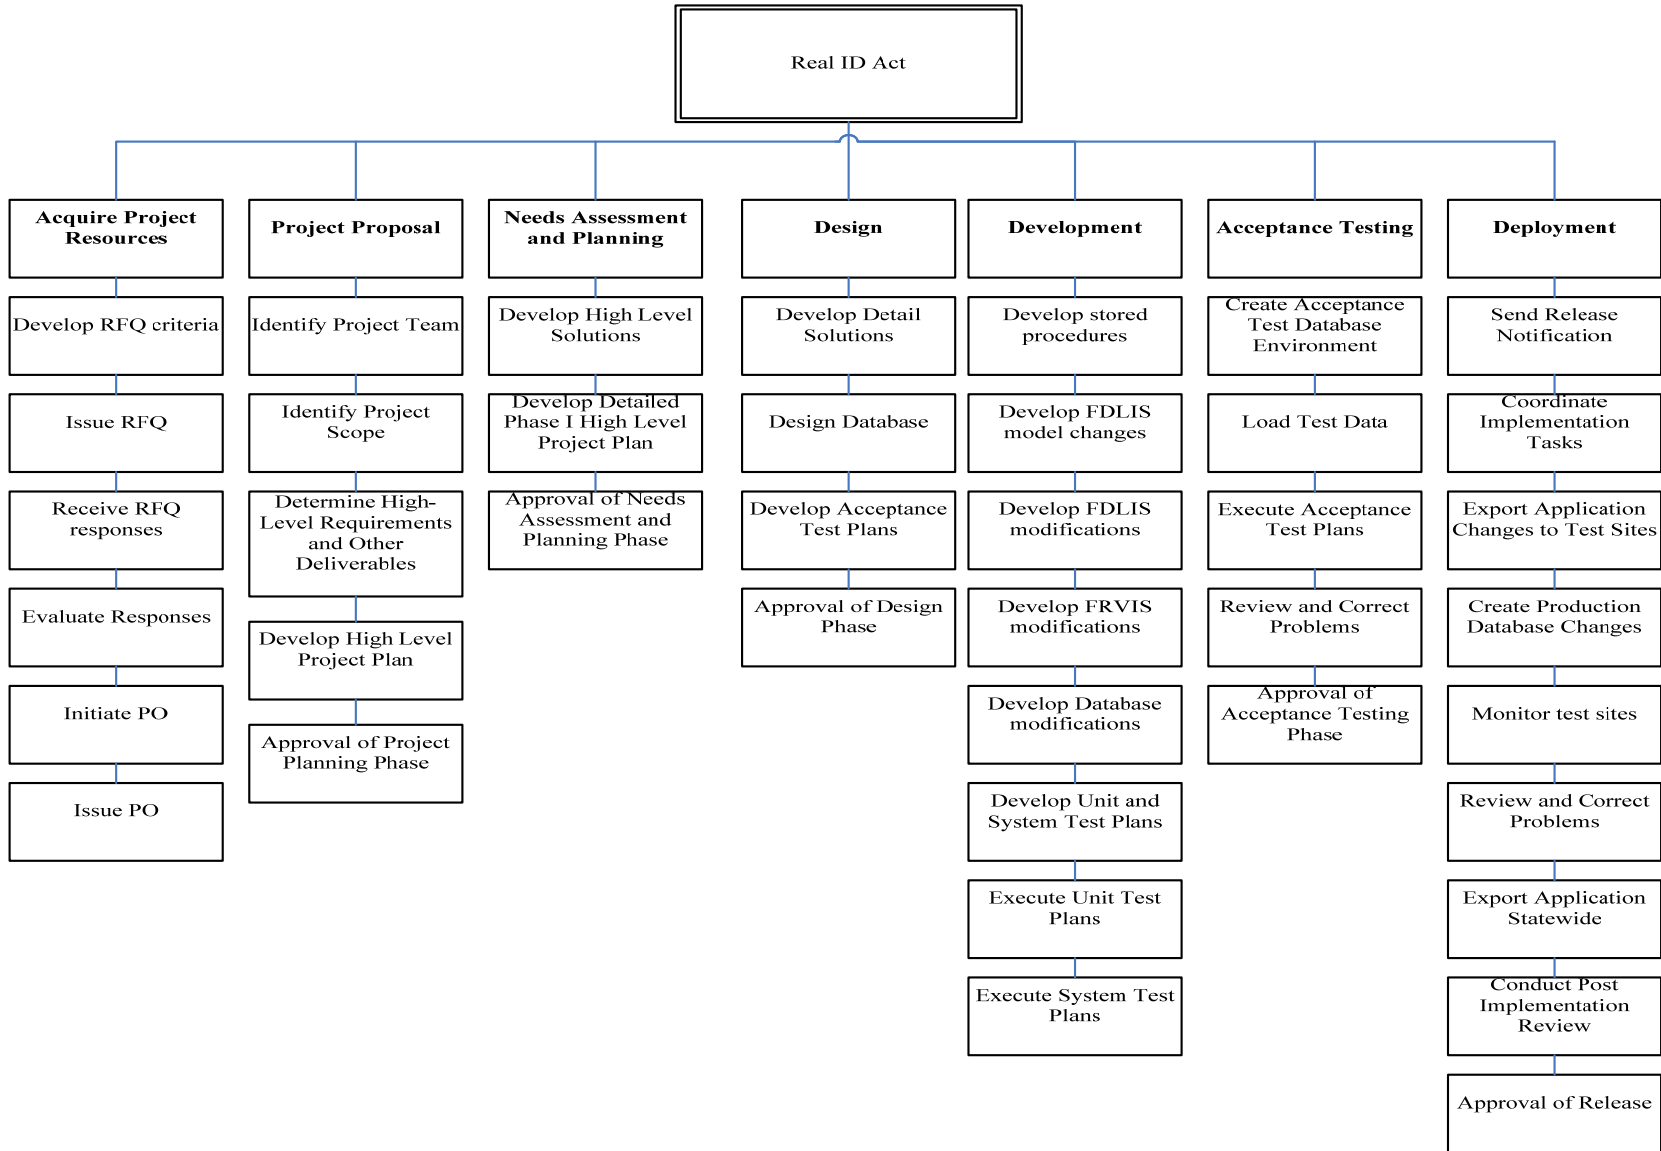 Real ID Act
Acquire Project
Resources
Develop RFQ criteria
Issue RFQ
Receive RFQ
responses
Evaluate Responses
Initiate PO
Issue PO
Project Proposal
Identify Project Team
Identify Project
Scope
Determine High-
Level Requirements
and Other
Deliverables
Develop High Level
Project Plan
Approval of Project
Planning Phase
Needs Assessment
and Planning
Develop High Level
Solutions
Develop Detailed
Phase I High Level
Project Plan
Approval of Needs
Assessment and
Planning Phase
Design
Develop Detail
Solutions
Design Database
Develop Acceptance
Test Plans
Approval of Design
Phase
Development
Develop stored
procedures
Develop FDLIS
model changes
Develop FDLIS
modifications
Develop FRVIS
modifications
Develop Database
modifications
Develop Unit and
System Test Plans
Execute Unit Test
Plans
Execute System Test
Plans
Acceptance Testing
Create Acceptance
Test Database
Environment
Load Test Data
Execute Acceptance
Test Plans
Review and Correct
Problems
Approval of
Acceptance Testing
Phase
Deployment
Send Release
Notification
Coordinate
Implementation
Tasks
Export Application
Changes to Test Sites
Create Production
Database Changes
Monitor test sites
Review and Correct
Problems
Export Application
Statewide
Conduct Post
Implementation
Review
Approval of Release